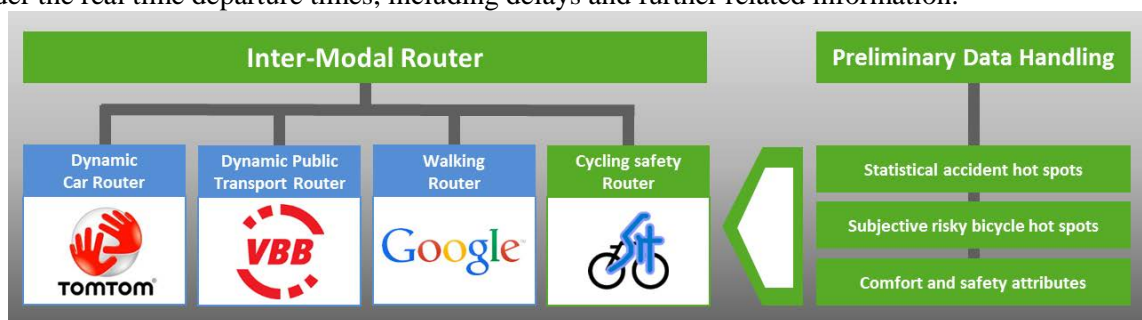 der the real time departure times, including delays and further related information.
Inter-Modal Router
Preliminary Data Handling
Dynamic
Car Router
Dynamic Public
Transport Router
Walking
Router
Cycling safety
Router
TOMTOM
VBB
Google
Statistical accident hot spots
Subjective risky bicycle hot spots
Comfort and safety attributes